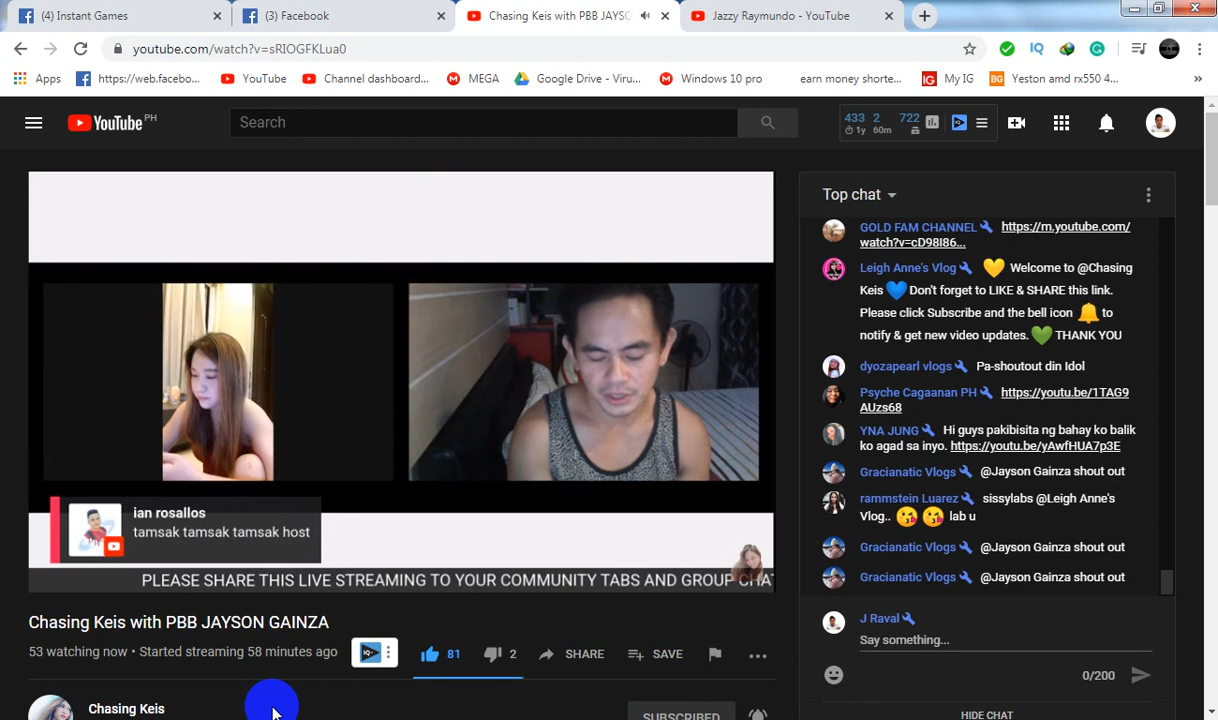 (4) Instant Games
(3) Facebook
Chasing Keis with PBB JAYSO
Jazzy Raymundo - YouTube
youtube.com/watch?v=sRIOGFKLua0
Apps
https://web.facebo...
YouTube
Channel dashboard...
MEGA
Google Drive - Viru...
Windows 10 pro
earn money shorte...
My IG
Yeston amd rx550 4...
YouTube PH
Search
433 2 722
1y 60m
Top chat
GOLD FAM CHANNEL https://m.youtube.com/
watch?v=cD98I86...
Leigh Anne's Vlog 💛 Welcome to @Chasing
Keis 💙 Don't forget to LIKE & SHARE this link.
Please click Subscribe and the bell icon 🔔 to
notify & get new video updates. 💚 THANK YOU
dyozapearl vlogs Pa-shoutout din Idol
Psyche Cagaanan PH https://youtu.be/1TAG9
AUzs68
YNA JUNG Hi guys pakibisita ng bahay ko balik
ko agad sa inyo. https://youtu.be/yAwfHUA7p3E
Gracianatic Vlogs @Jayson Gainza shout out
rammstein Luarez sissylabs @Leigh Anne's
Vlog.. 😘 😘 lab u
Gracianatic Vlogs @Jayson Gainza shout out
Gracianatic Vlogs @Jayson Gainza shout out
J Raval
Say something...
0/200
HIDE CHAT
ian rosallos
tamsak tamsak tamsak host
PLEASE SHARE THIS LIVE STREAMING TO YOUR COMMUNITY TABS AND GROUP CHA
Chasing Keis with PBB JAYSON GAINZA
53 watching now • Started streaming 58 minutes ago
IQ
81
2
SHARE
SAVE
Chasing Keis
SUBSCRIBED